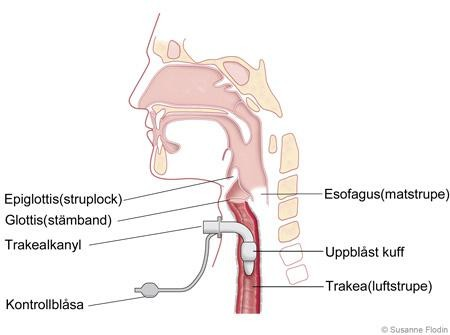 Epiglottis(struplock)
Glottis(stämband)
Trakealkanyl
Kontrollblåsa
Esofagus(matstrupe)
Uppblåst kuff
Trakea(luftstrupe)
© Susanne Flodin